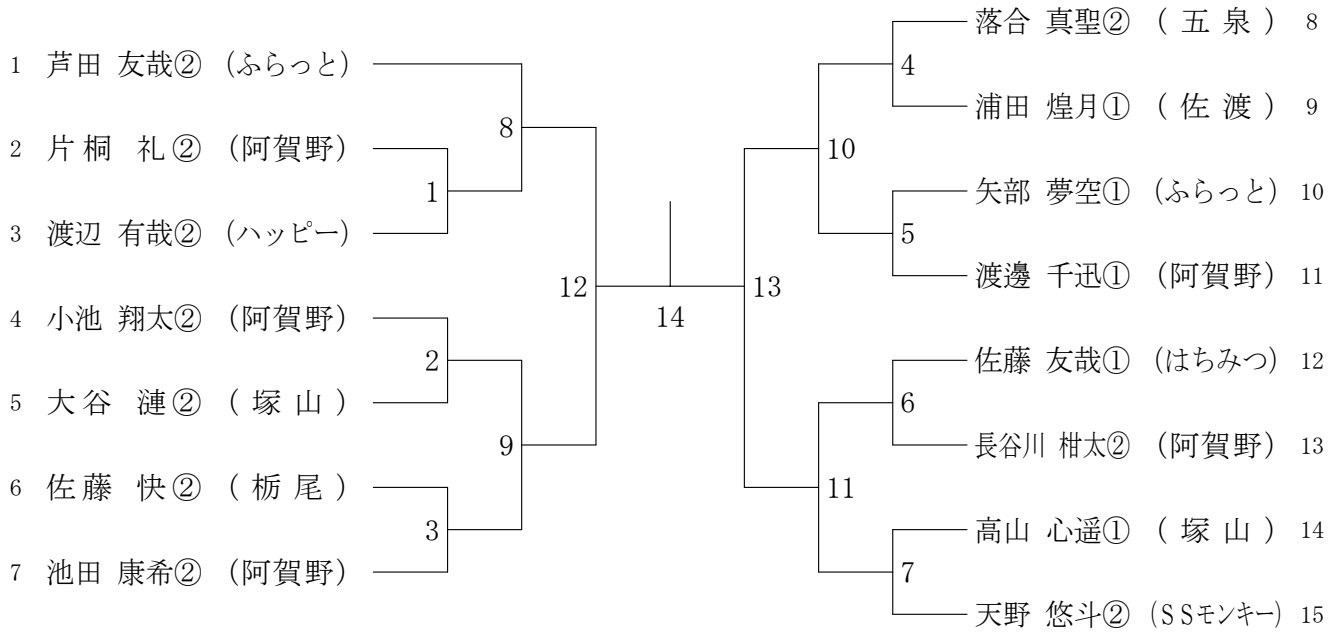 1 芦田 友哉② (ふらっと)
2 片桐 礼② (阿賀野)
3 渡辺 有哉② (ハッピー)
4 小池 翔太② (阿賀野)
5 大谷 漣② (塚山)
6 佐藤 快② (栃尾)
7 池田 康希② (阿賀野)
8
1
12
2
9
3
14
13
10
4
5
11
6
7
落合 真聖② (五泉) 8
浦田 煌月① (佐渡) 9
矢部 夢空① (ふらっと) 10
渡邊 千迅① (阿賀野) 11
佐藤 友哉① (はちみつ) 12
長谷川 柑太② (阿賀野) 13
高山 心遥① (塚山) 14
天野 悠斗② (SSモンキー) 15